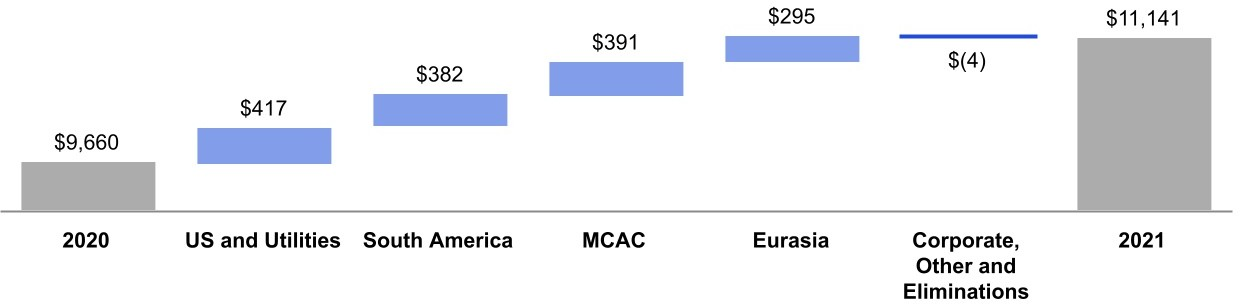 $9,660
$417
$382
$391
$295
$(4)
$11,141
2020
US and Utilities
South America
MCAC
Eurasia
Corporate,
Other and
Eliminations
2021